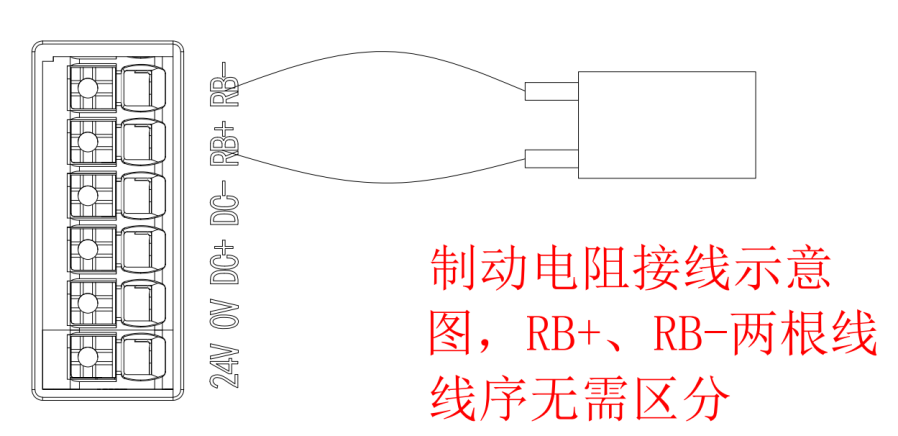 RB-
RB+
DC-
DC+
0V
24V
制动电阻接线示意
图，RB+、RB-两根线
线序无需区分